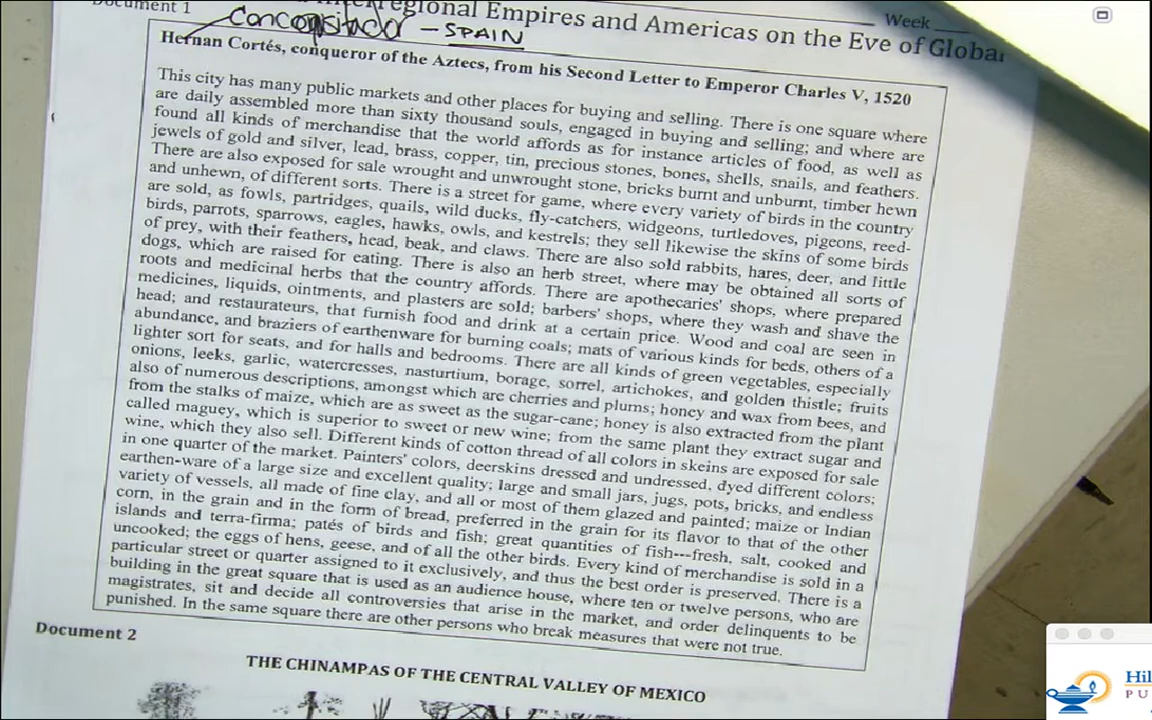 Document 1
regional Empires and Americas on the Eve of Global
Week
Conconqstador - SPAIN
Hernan Cortés, conqueror of the Aztecs, from his Second Letter to Emperor Charles V, 1520
This city has many public markets and other places for buying and selling. There is one square where
are daily assembled more than sixty thousand souls, engaged in buying and selling; and where are
found all kinds of merchandise that the world affords as for instance articles of food, as well as
jewels of gold and silver, lead, brass, copper, tin, precious stones, bones, shells, snails, and feathers.
There are also exposed for sale wrought and unwrought stone, bricks burnt and unburnt, timber hewn
and unhewn, of different sorts. There is a street for game, where every variety of birds in the country
are sold, as fowls, partridges, quails, wild ducks, fly-catchers, widgeons, turtledoves, pigeons, reed-
birds, parrots, sparrows, eagles, hawks, owls, and kestrels; they sell likewise the skins of some birds
of prey, with their feathers, head, beak, and claws. There are also sold rabbits, hares, deer, and little
dogs, which are raised for eating. There is also an herb street, where may be obtained all sorts of
roots and medicinal herbs that the country affords. There are apothecaries' shops, where prepared
medicines, liquids, ointments, and plasters are sold; barbers' shops, where they wash and shave the
head; and restaurateurs, that furnish food and drink at a certain price. Wood and coal are seen in
abundance, and braziers of earthenware for burning coals; mats of various kinds for beds, others of a
lighter sort for seats, and for halls and bedrooms. There are all kinds of green vegetables, especially
onions, leeks, garlic, watercresses, nasturtium, borage, sorrel, artichokes, and golden thistle; fruits
also of numerous descriptions, amongst which are cherries and plums; honey and wax from bees, and
from the stalks of maize, which are as sweet as the sugar-cane; honey is also extracted from the plant
called maguey, which is superior to sweet or new wine; from the same plant they extract sugar and
wine, which they also sell. Different kinds of cotton thread of all colors in skeins are exposed for sale
in one quarter of the market. Painters' colors, deerskins dressed and undressed, dyed different colors;
earthen-ware of a large size and excellent quality; large and small jars, jugs, pots, bricks, and endless
variety of vessels, all made of fine clay, and all or most of them glazed and painted; maize or Indian
corn, in the grain and in the form of bread, preferred in the grain for its flavor to that of the other
islands and terra-firma; patés of birds and fish; great quantities of fish---fresh, salt, cooked and
uncooked; the eggs of hens, geese, and of all the other birds. Every kind of merchandise is sold in a
particular street or quarter assigned to it exclusively, and thus the best order is preserved. There is a
building in the great square that is used as an audience house, where ten or twelve persons, who are
magistrates, sit and decide all controversies that arise in the market, and order delinquents to be
punished. In the same square there are other persons who break measures that were not true.
Document 2
THE CHINAMPAS OF THE CENTRAL VALLEY OF MEXICO
Hil
PU